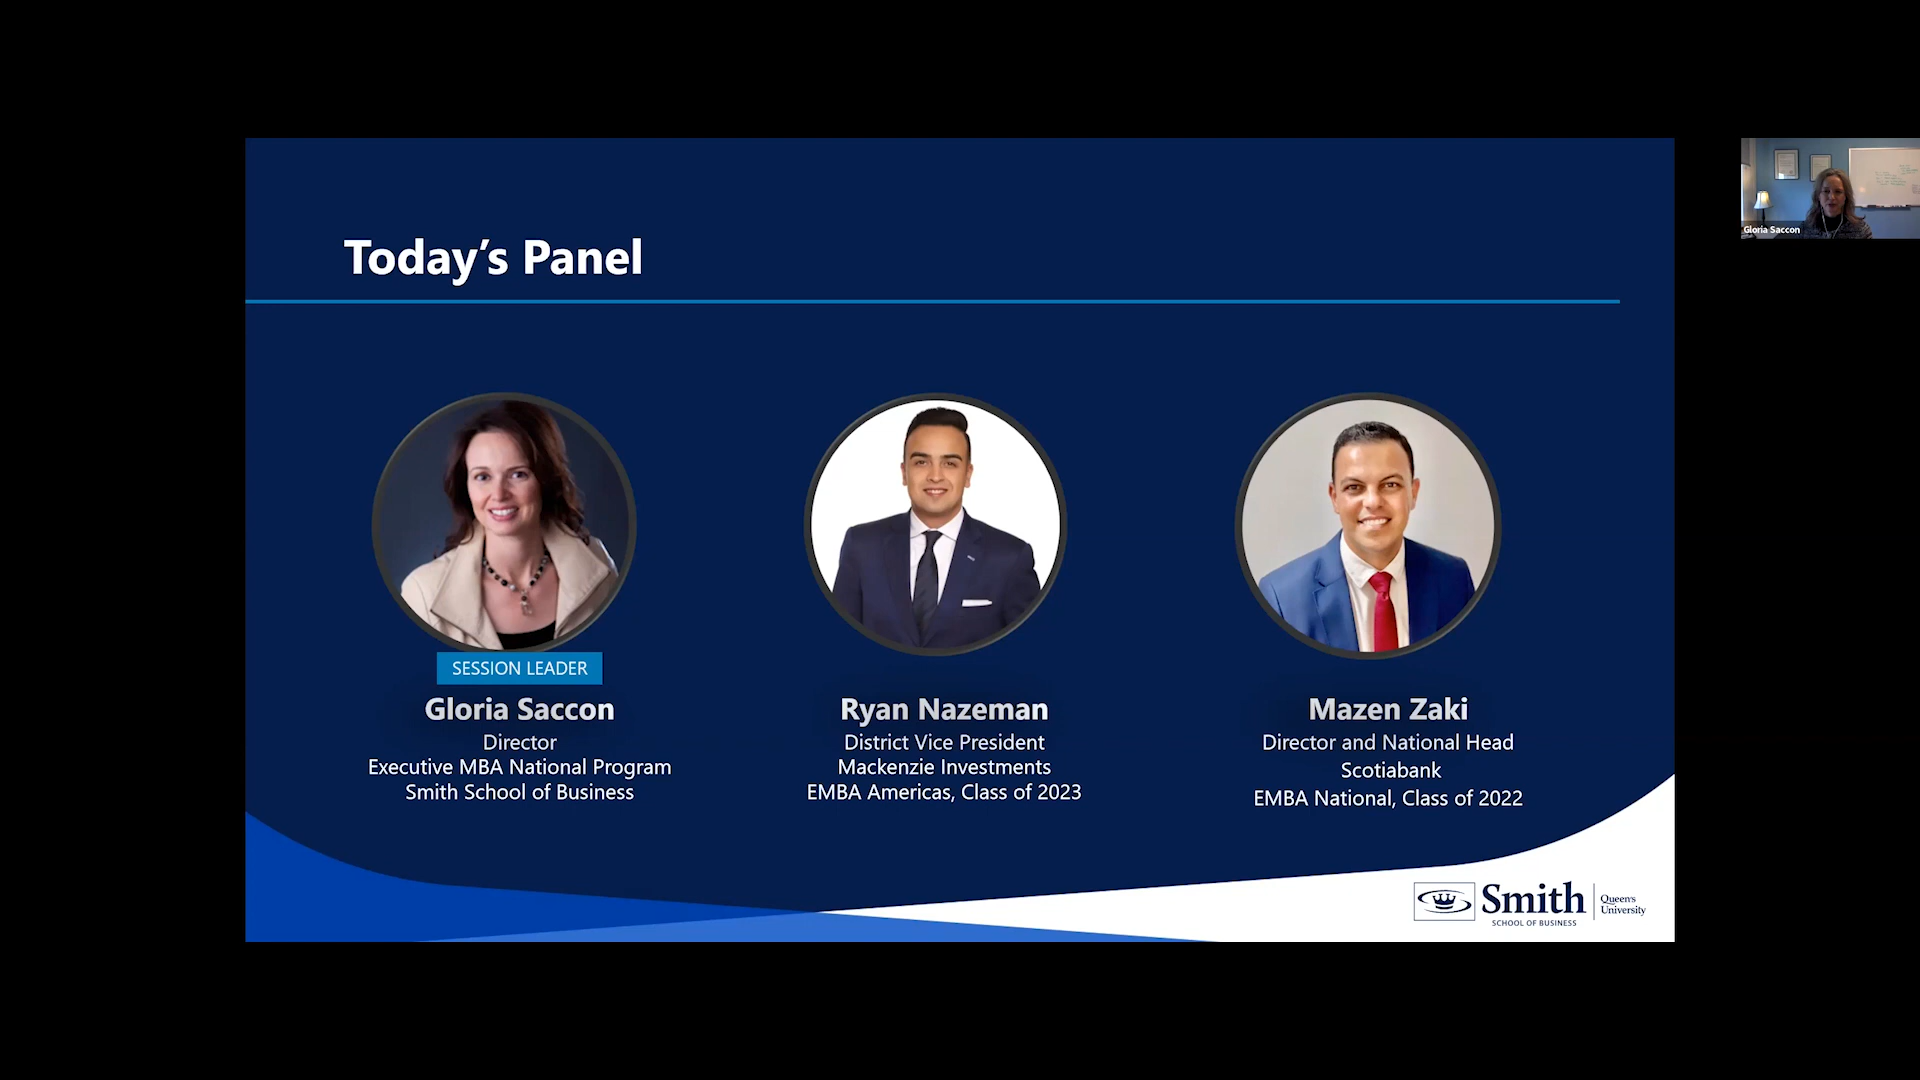 Today's Panel
SESSION LEADER
Gloria Saccon
Director
Executive MBA National Program
Smith School of Business
Ryan Nazeman
District Vice President
Mackenzie Investments
EMBA Americas, Class of 2023
Mazen Zaki
Director and National Head
Scotiabank
EMBA National, Class of 2022
Smith
SCHOOL OF BUSINESS
Queen's
University
Gloria Saccon